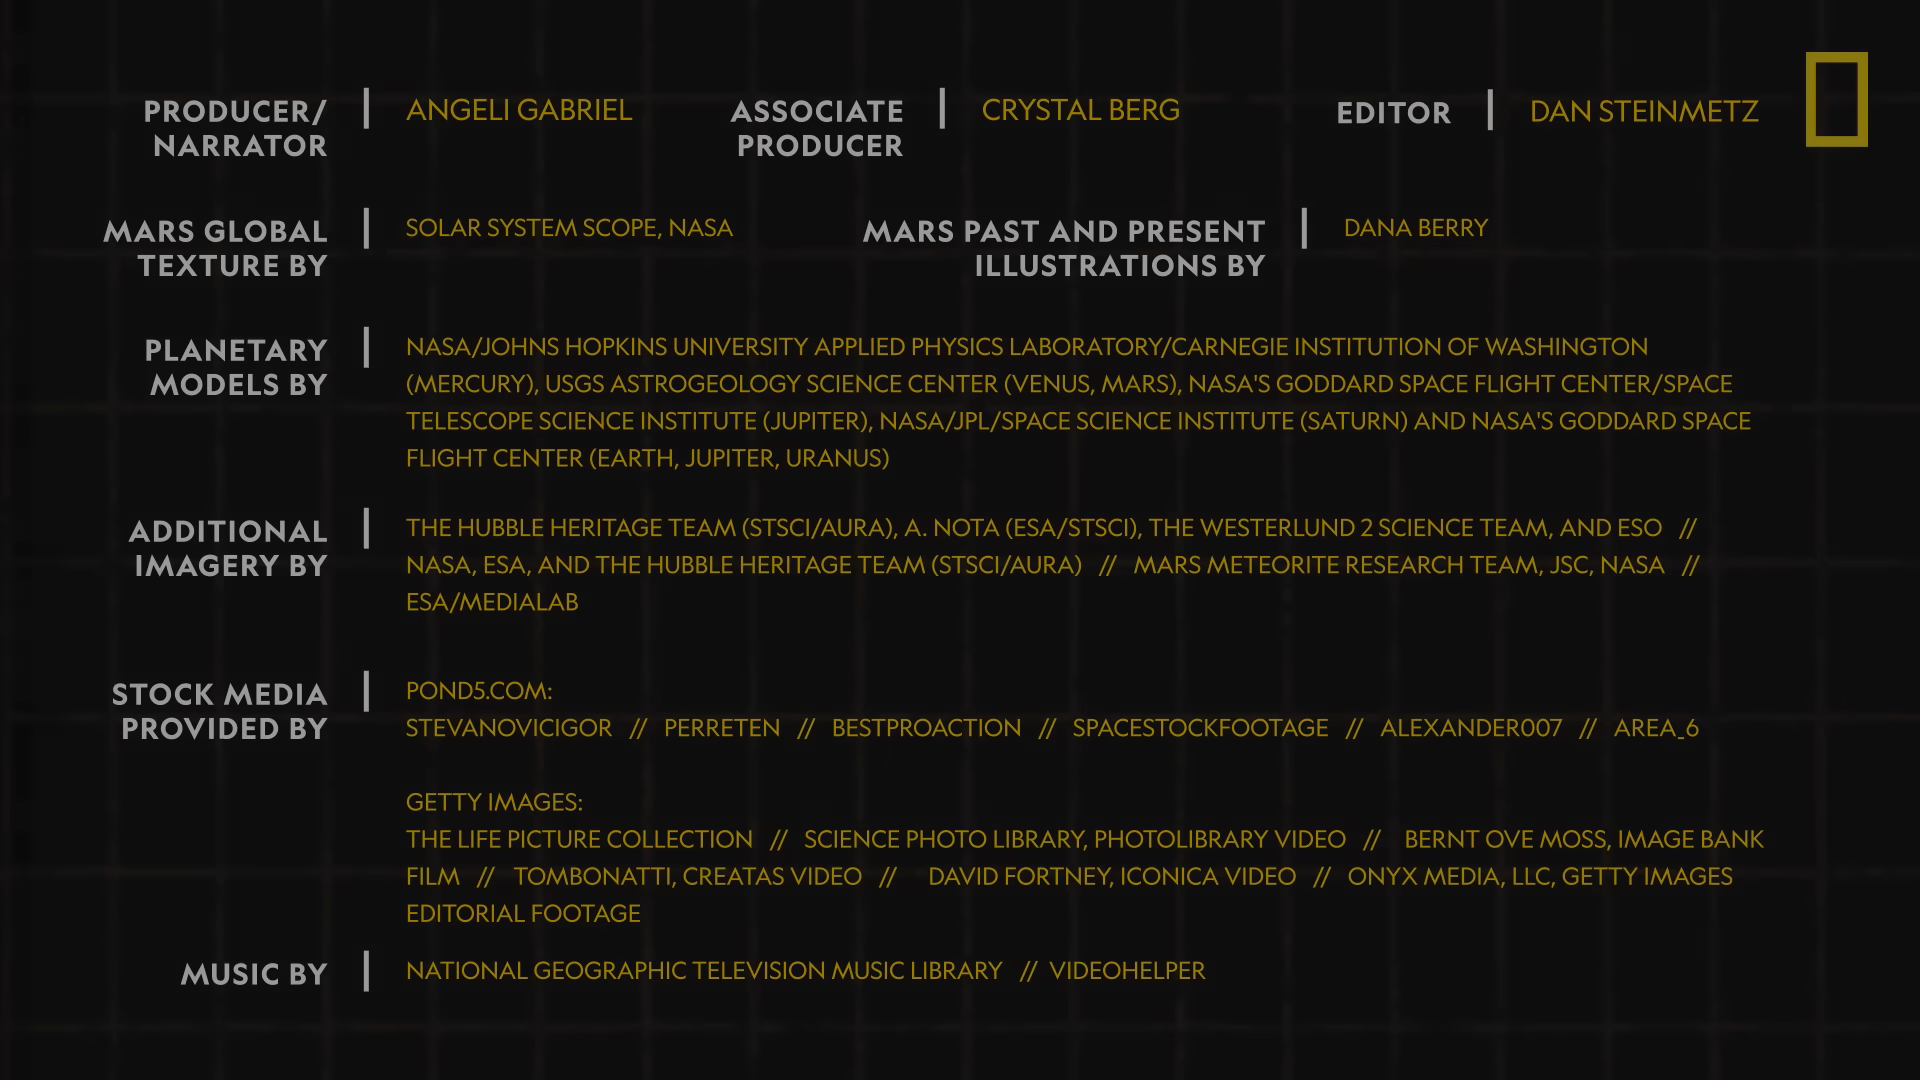 PRODUCER/ NARRATOR | ANGELI GABRIEL
ASSOCIATE PRODUCER | CRYSTAL BERG
EDITOR | DAN STEINMETZ
MARS GLOBAL TEXTURE BY | SOLAR SYSTEM SCOPE, NASA
MARS PAST AND PRESENT ILLUSTRATIONS BY | DANA BERRY
PLANETARY MODELS BY |
NASA/JOHNS HOPKINS UNIVERSITY APPLIED PHYSICS LABORATORY/CARNEGIE INSTITUTION OF WASHINGTON
(MERCURY), USGS ASTROGEOLOGY SCIENCE CENTER (VENUS, MARS), NASA'S GODDARD SPACE FLIGHT CENTER/SPACE
TELESCOPE SCIENCE INSTITUTE (JUPITER), NASA/JPL/SPACE SCIENCE INSTITUTE (SATURN) AND NASA'S GODDARD SPACE
FLIGHT CENTER (EARTH, JUPITER, URANUS)
ADDITIONAL IMAGERY BY |
THE HUBBLE HERITAGE TEAM (STSCI/AURA), A. NOTA (ESA/STSCI), THE WESTERLUND 2 SCIENCE TEAM, AND ESO //
NASA, ESA, AND THE HUBBLE HERITAGE TEAM (STSCI/AURA) // MARS METEORITE RESEARCH TEAM, JSC, NASA //
ESA/MEDIALAB
STOCK MEDIA PROVIDED BY |
POND5.COM:
STEVANOVICIGOR // PERRETEN // BESTPROACTION // SPACESTOCKFOOTAGE // ALEXANDER007 // AREA_6
GETTY IMAGES:
THE LIFE PICTURE COLLECTION // SCIENCE PHOTO LIBRARY, PHOTOLIBRARY VIDEO // BERNT OVE MOSS, IMAGE BANK
FILM // TOMBONATTI, CREATAS VIDEO // DAVID FORTNEY, ICONICA VIDEO // ONYX MEDIA, LLC, GETTY IMAGES
EDITORIAL FOOTAGE
MUSIC BY | NATIONAL GEOGRAPHIC TELEVISION MUSIC LIBRARY // VIDEOHELPER